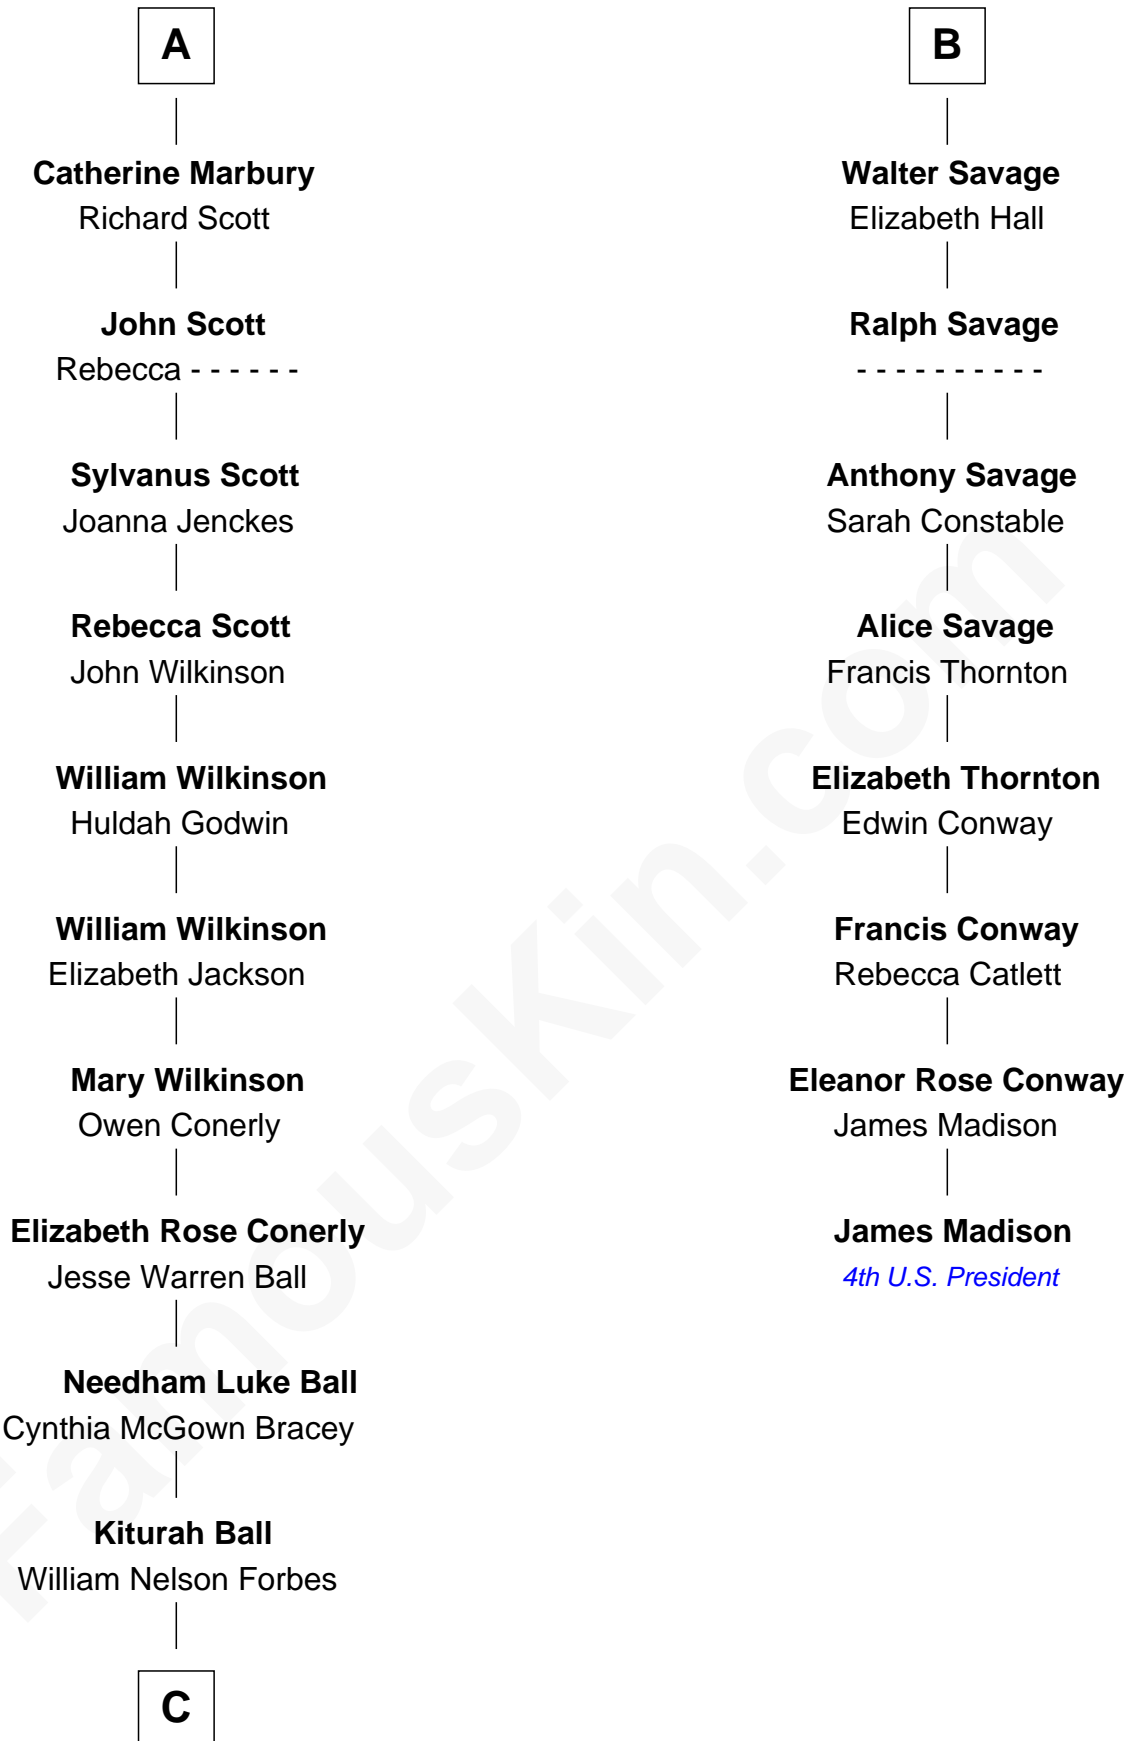 A
Catherine Marbury
Richard Scott
John Scott
Rebecca - - - - - -
Sylvanus Scott
Joanna Jenckes
Rebecca Scott
John Wilkinson
William Wilkinson
Huldah Godwin
William Wilkinson
Elizabeth Jackson
Mary Wilkinson
Owen Conerly
Elizabeth Rose Conerly
Jesse Warren Ball
Needham Luke Ball
Cynthia McGown Bracey
Kiturah Ball
William Nelson Forbes
C
B
Walter Savage
Elizabeth Hall
Ralph Savage
- - - - - - - - - -
Anthony Savage
Sarah Constable
Alice Savage
Francis Thornton
Elizabeth Thornton
Edwin Conway
Francis Conway
Rebecca Catlett
Eleanor Rose Conway
James Madison
James Madison
4th U.S. President
FamousKin.com